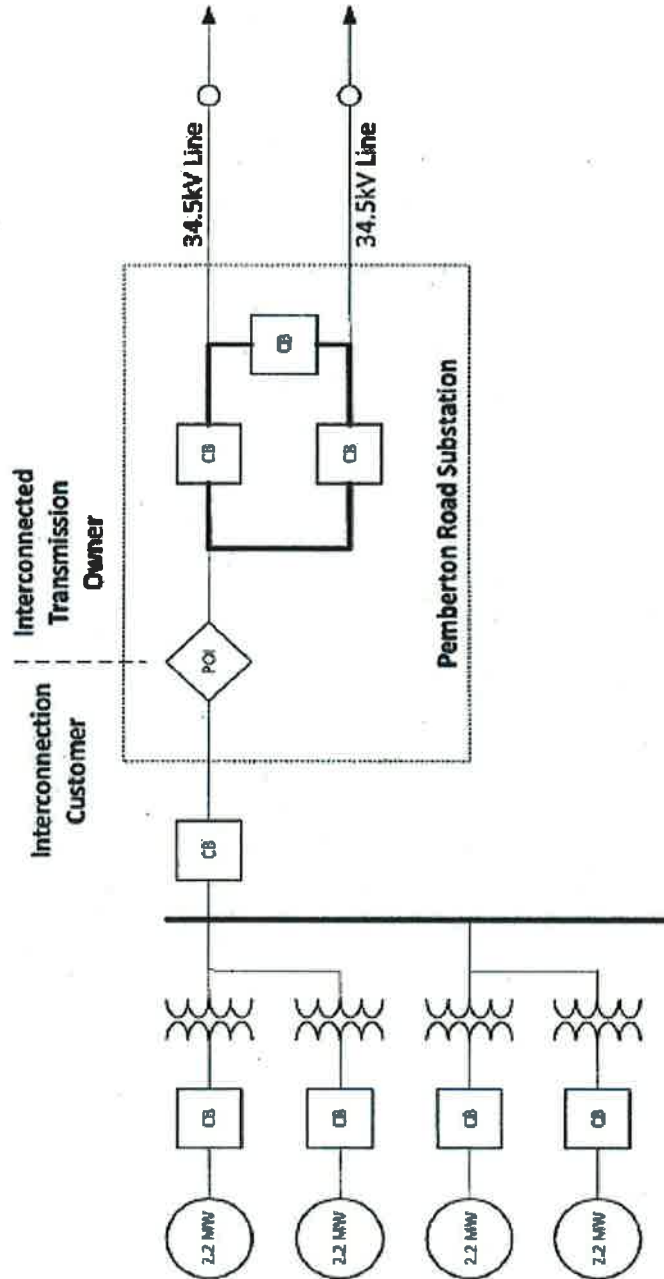 Interconnection
Customer
Interconnected
Transmission
Owner
2.2 MW
CB
2.2 MW
CB
2.2 MW
CB
2.2 MW
CB
CB
POI
CB
CB
CB
34.5kV Line
34.5kV Line
Pemberton Road Substation